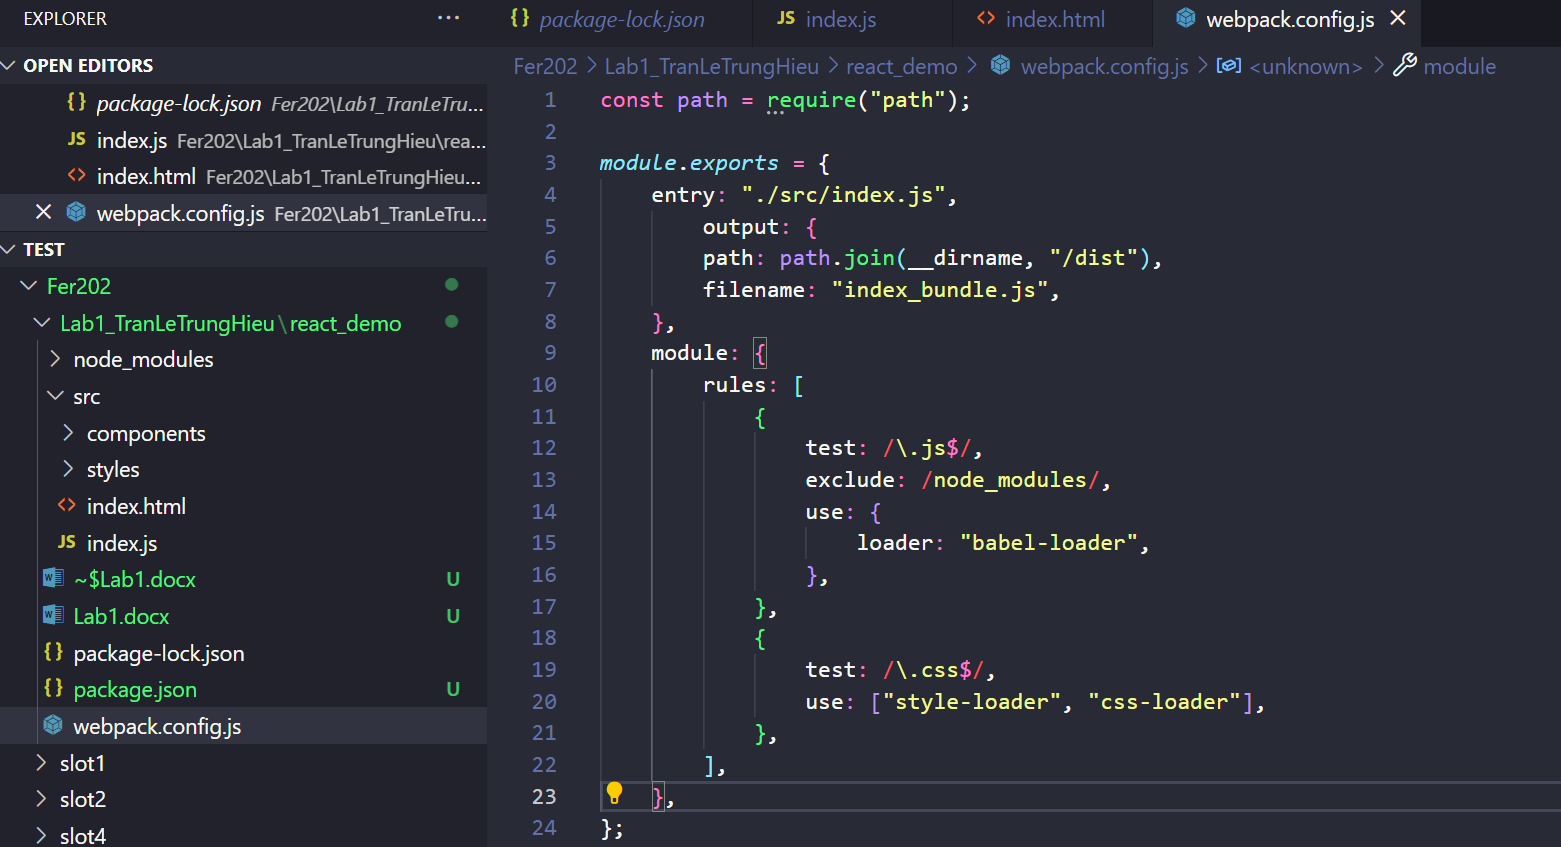 EXPLORER ...
OPEN EDITORS
{} package-lock.json Fer202\Lab1_TranLeTru...
JS index.js Fer202\Lab1_TranLeTrungHieu\rea...
<> index.html Fer202\Lab1_TranLeTrungHieu...
webpack.config.js Fer202\Lab1_TranLeTru...
TEST
Fer202
Lab1_TranLeTrungHieu\react_demo
node_modules
src
components
styles
<> index.html
JS index.js
~$Lab1.docx U
Lab1.docx U
{} package-lock.json
{} package.json U
webpack.config.js
slot1
slot2
slot4
{} package-lock.json JS index.js <> index.html webpack.config.js
Fer202 > Lab1_TranLeTrungHieu > react_demo > webpack.config.js > <unknown> > module
1 const path = require("path");
2
3 module.exports = {
4     entry: "./src/index.js",
5         output: {
6         path: path.join(__dirname, "/dist"),
7         filename: "index_bundle.js",
8     },
9     module: {
10         rules: [
11             {
12                 test: /\.js$/,
13                 exclude: /node_modules/,
14                 use: {
15                     loader: "babel-loader",
16                 },
17             },
18             {
19                 test: /\.css$/,
20                 use: ["style-loader", "css-loader"],
21             },
22         ],
23     },
24 };